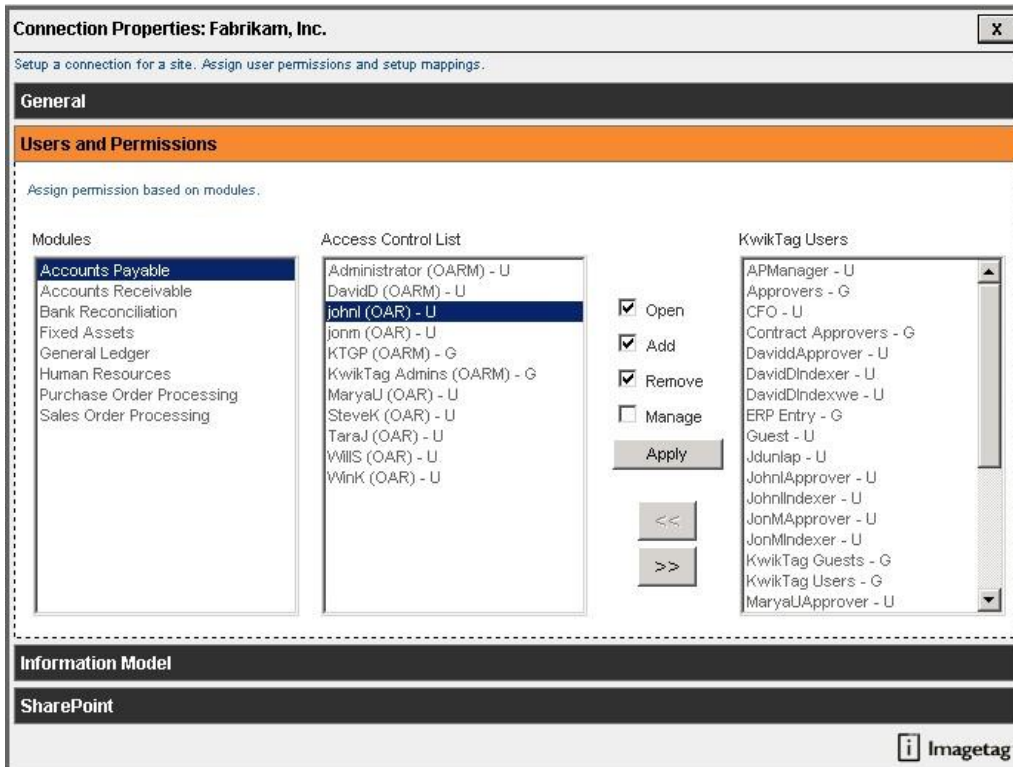 Connection Properties: Fabrikam, Inc.
X
Setup a connection for a site. Assign user permissions and setup mappings.
General
Users and Permissions
Assign permission based on modules.
Modules
Accounts Payable
Accounts Receivable
Bank Reconciliation
Fixed Assets
General Ledger
Human Resources
Purchase Order Processing
Sales Order Processing
Access Control List
Administrator (OARM) - U
DavidD (OARM) - U
johnl (OAR) - U
jonm (OAR) - U
KTGP (OARM) - G
KwikTag Admins (OARM) - G
MaryaU (OAR) - U
SteveK (OAR) - U
TaraJ (OAR) - U
WillS (OAR) - U
WinK (OAR) - U
Open
Add
Remove
Manage
Apply
<<
>>
KwikTag Users
APManager - U
Approvers - G
CFO - U
Contract Approvers - G
DaviddApprover - U
DavidDIndexer - U
DavidDIndexwe - U
ERP Entry - G
Guest - U
Jdunlap - U
JohnlApprover - U
JohnlIndexer - U
JonMApprover - U
JonMIndexer - U
KwikTag Guests - G
KwikTag Users - G
MaryaUApprover - U
Information Model
SharePoint
i Imagetag